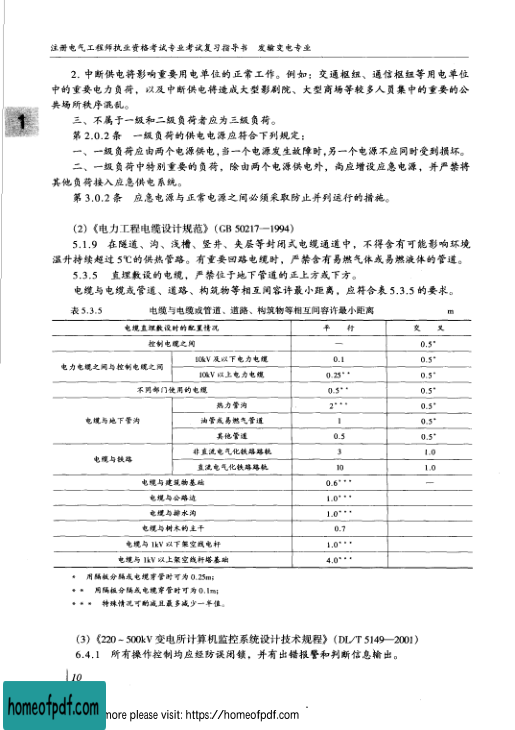 注册电气工程师执业资格考试专业考试复习指导书　发输变电专业
2. 中断供电将影响重要用电单位的正常工作。例如：交通枢纽、通信枢纽等用电单位
中的重要电力负荷，以及中断供电将造成大型影剧院、大型商场等较多人员集中的重要的公
共场所秩序混乱。
1
三、不属于一级和二级负荷者应为三级负荷。
第 2.0.2 条　一级负荷的供电电源应符合下列规定：
一、一级负荷应由两个电源供电，当一个电源发生故障时，另一个电源不应同时受到损坏。
二、一级负荷中特别重要的负荷，除由两个电源供电外，尚应增设应急电源，并严禁将
其他负荷接入应急供电系统。
第 3.0.2 条　应急电源与正常电源之间必须采取防止并列运行的措施。
(2)《电力工程电缆设计规范》(GB 50217—1994)
5.1.9　在隧道、沟、浅槽、竖井、夹层等封闭式电缆通道中，不得含有可能影响环境
温升持续超过 5℃的供热管路。有重要回路电缆时，严禁含有易燃气体或易燃液体的管道。
5.3.5　直埋敷设的电缆，严禁位于地下管道的正上方或下方。
电缆与电缆或管道、道路、构筑物等相互间容许最小距离，应符合表 5.3.5 的要求。
表 5.3.5　电缆与电缆或管道、道路、构筑物等相互间容许最小距离　m
电缆直埋敷设时的配置情况　平　行　交　叉
控制电缆之间　—　0.5*
电力电缆之间与控制电缆之间　10kV 及以下电力电缆　0.1　0.5*
10kV 以上电力电缆　0.25**　0.5*
不同部门使用的电缆　0.5**　0.5*
电缆与地下管沟　热力管沟　2***　0.5*
油管或易燃气管道　1　0.5*
其他管道　0.5　0.5*
电缆与铁路　非直流电气化铁路路轨　3　1.0
直流电气化铁路路轨　10　1.0
电缆与建筑物基础　0.6***　—
电缆与公路边　1.0***
电缆与排水沟　1.0***
电缆与树木的主干　0.7
电缆与 1kV 以下架空线电杆　1.0***
电缆与 1kV 以上架空线杆塔基础　4.0***
*　用隔板分隔或电缆穿管时可为 0.25m；
**　用隔板分隔或电缆穿管时可为 0.1m；
***　特殊情况可酌减且最多减少一半值。
(3)《220～500kV 变电所计算机监控系统设计技术规程》(DL/T 5149—2001)
6.4.1　所有操作控制均应经防误闭锁，并有出错报警和判断信息输出。
10
homeofpdf.com
more please visit: https://homeofpdf.com